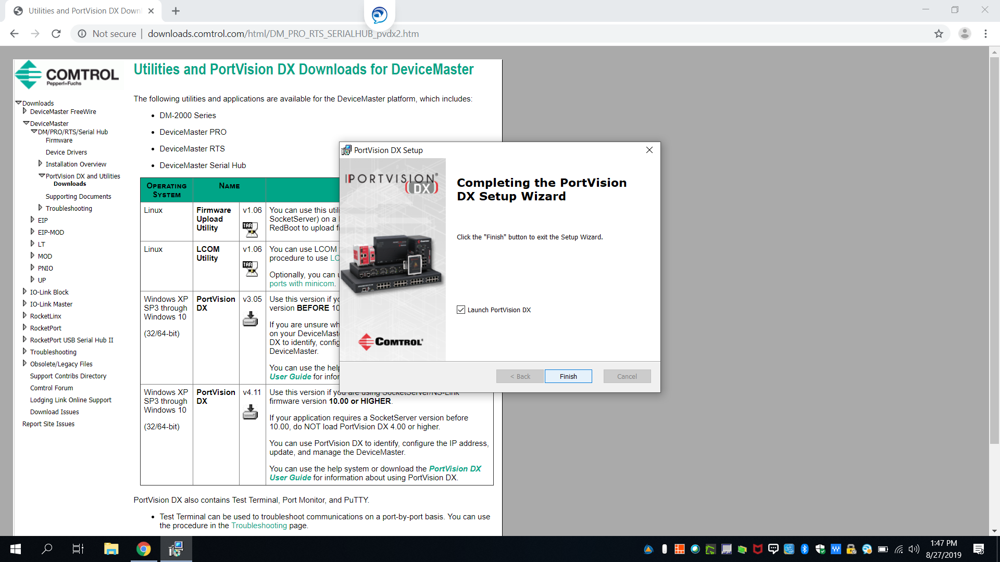 Utilities and PortVision DX Down
Not secure | downloads.comtrol.com/html/DM_PRO_RTS_SERIALHUB_pvdx2.htm
COMTROL
Pepperl+Fuchs
Downloads
DeviceMaster FreeWire
DeviceMaster
DM/PRO/RTS/Serial Hub
Firmware
Device Drivers
Installation Overview
PortVision DX and Utilities
Downloads
Supporting Documents
Troubleshooting
EIP
EIP-MOD
LT
MOD
PNIO
UP
IO-Link Block
IO-Link Master
RocketLinx
RocketPort
RocketPort USB Serial Hub II
Troubleshooting
Obsolete/Legacy Files
Support Contribs Directory
Comtrol Forum
Lodging Link Online Support
Download Issues
Report Site Issues
Utilities and PortVision DX Downloads for DeviceMaster
The following utilities and applications are available for the DeviceMaster platform, which includes:
• DM-2000 Series
• DeviceMaster PRO
• DeviceMaster RTS
• DeviceMaster Serial Hub
OPERATING SYSTEM
NAME
Linux
Firmware
Upload
Utility
v1.06
TAR
You can use this util
SocketServer) on a
RedBoot to upload fi
Linux
LCOM
Utility
v1.06
TAR
You can use LCOM
procedure to use LC
Optionally, you can u
ports with minicom.
Windows XP
SP3 through
Windows 10
(32/64-bit)
PortVision
DX
v3.05
Use this version if yo
version BEFORE 10
If you are unsure wh
on your DeviceMaste
DX to identify, config
DeviceMaster.
You can use the help
User Guide for infor
Windows XP
SP3 through
Windows 10
(32/64-bit)
PortVision
DX
v4.11
Use this version if you are using SocketServer/NS-Link
firmware version 10.00 or HIGHER.
If your application requires a SocketServer version before
10.00, do NOT load PortVision DX 4.00 or higher.
You can use PortVision DX to identify, configure the IP address,
update, and manage the DeviceMaster.
You can use the help system or download the PortVision DX
User Guide for information about using PortVision DX.
PortVision DX also contains Test Terminal, Port Monitor, and PuTTY.
• Test Terminal can be used to troubleshoot communications on a port-by-port basis. You can use
the procedure in the Troubleshooting page.
PortVision DX Setup
PORTVISION®
DX
COMTROL
Completing the PortVision
DX Setup Wizard
Click the "Finish" button to exit the Setup Wizard.
Launch PortVision DX
< Back
Finish
Cancel
1:47 PM
8/27/2019